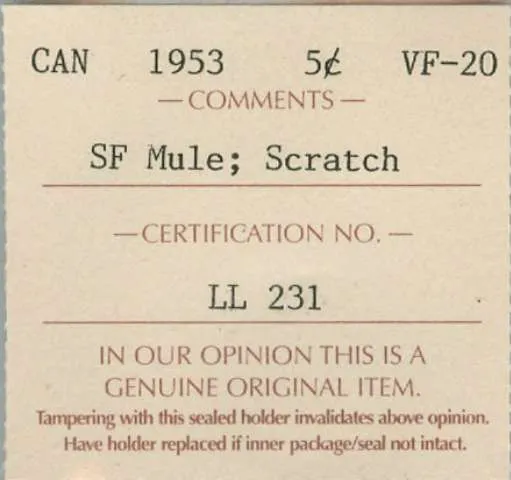 CAN 1953 5¢ VF-20
— COMMENTS —
SF Mule; Scratch
—CERTIFICATION NO. —
LL 231
IN OUR OPINION THIS IS A
GENUINE ORIGINAL ITEM.
Tampering with this sealed holder invalidates above opinion.
Have holder replaced if inner package/seal not intact.